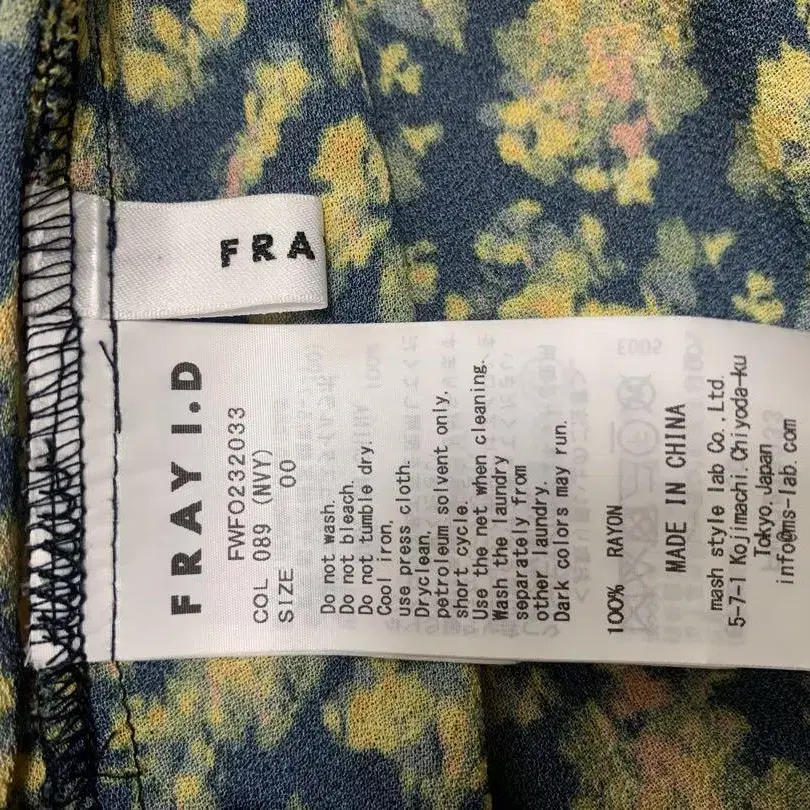 FRA
FRAY I.D
FWFO232033
COL 089 (NVY)
SIZE 00
Do not wash.
Do not bleach.
Do not tumble dry.
Cool iron,
use press cloth.
Dryclean,
petroleum solvent only,
short cycle.
Use the net when cleaning.
Wash the laundry
separately from
other laundry.
Dark colors may run.
100% RAYON
MADE IN CHINA
mash style lab Co.,Ltd.
5-7-1 Kojimachi,Chiyoda-ku
Tokyo,Japan
info@ms-lab.com